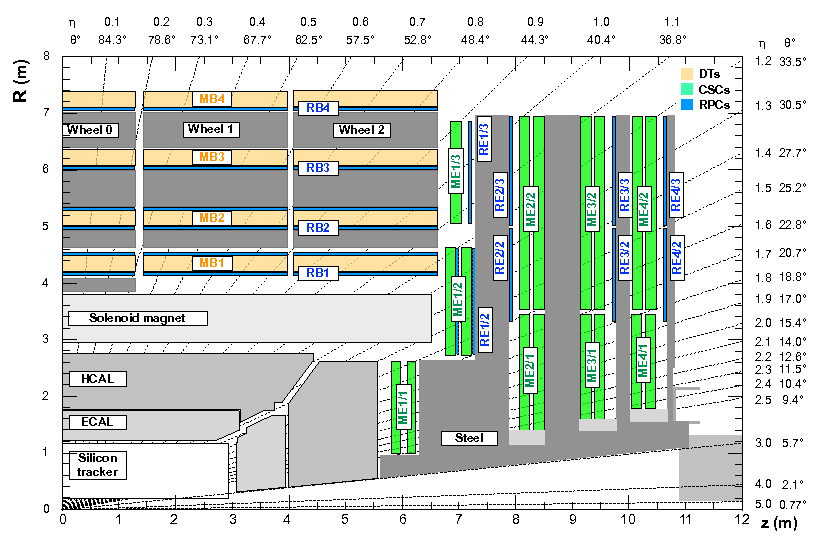 η 0.1 0.2 0.3 0.4 0.5 0.6 0.7 0.8 0.9 1.0 1.1
θ° 84.3° 78.6° 73.1° 67.7° 62.5° 57.5° 52.8° 48.4° 44.3° 40.4° 36.8° η θ°
R (m)
8 7 6 5 4 3 2 1 0
1.2 33.5°
1.3 30.5°
1.4 27.7°
1.5 25.2°
1.6 22.8°
1.7 20.7°
1.8 18.8°
1.9 17.0°
2.0 15.4°
2.1 14.0°
2.2 12.6°
2.3 11.5°
2.4 10.4°
2.5 9.4°
3.0 5.7°
4.0 2.1°
5.0 0.77°
DTs
CSCs
RPCs
MB4
RB4
Wheel 0 Wheel 1 Wheel 2
MB3
RB3
MB2
RB2
MB1
RB1
Solenoid magnet
HCAL
ECAL
Silicon
tracker
Steel
ME1/3
RE1/3
ME1/2
RE1/2
ME1/1
RE2/3
RE2/2
ME2/2
ME2/1
ME3/2
ME3/1
RE3/3
RE3/2
ME4/2
ME4/1
RE4/3
RE4/2
0 1 2 3 4 5 6 7 8 9 10 11 12
z (m)